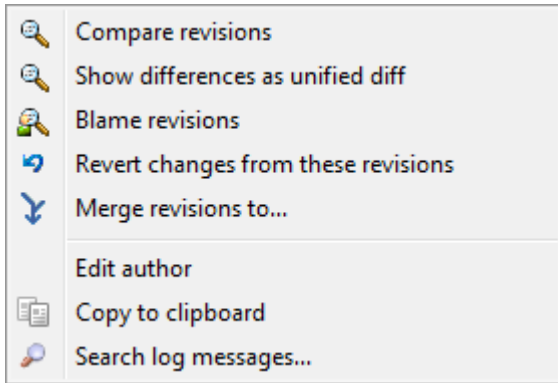 Compare revisions
Show differences as unified diff
Blame revisions
Revert changes from these revisions
Merge revisions to...
Edit author
Copy to clipboard
Search log messages...